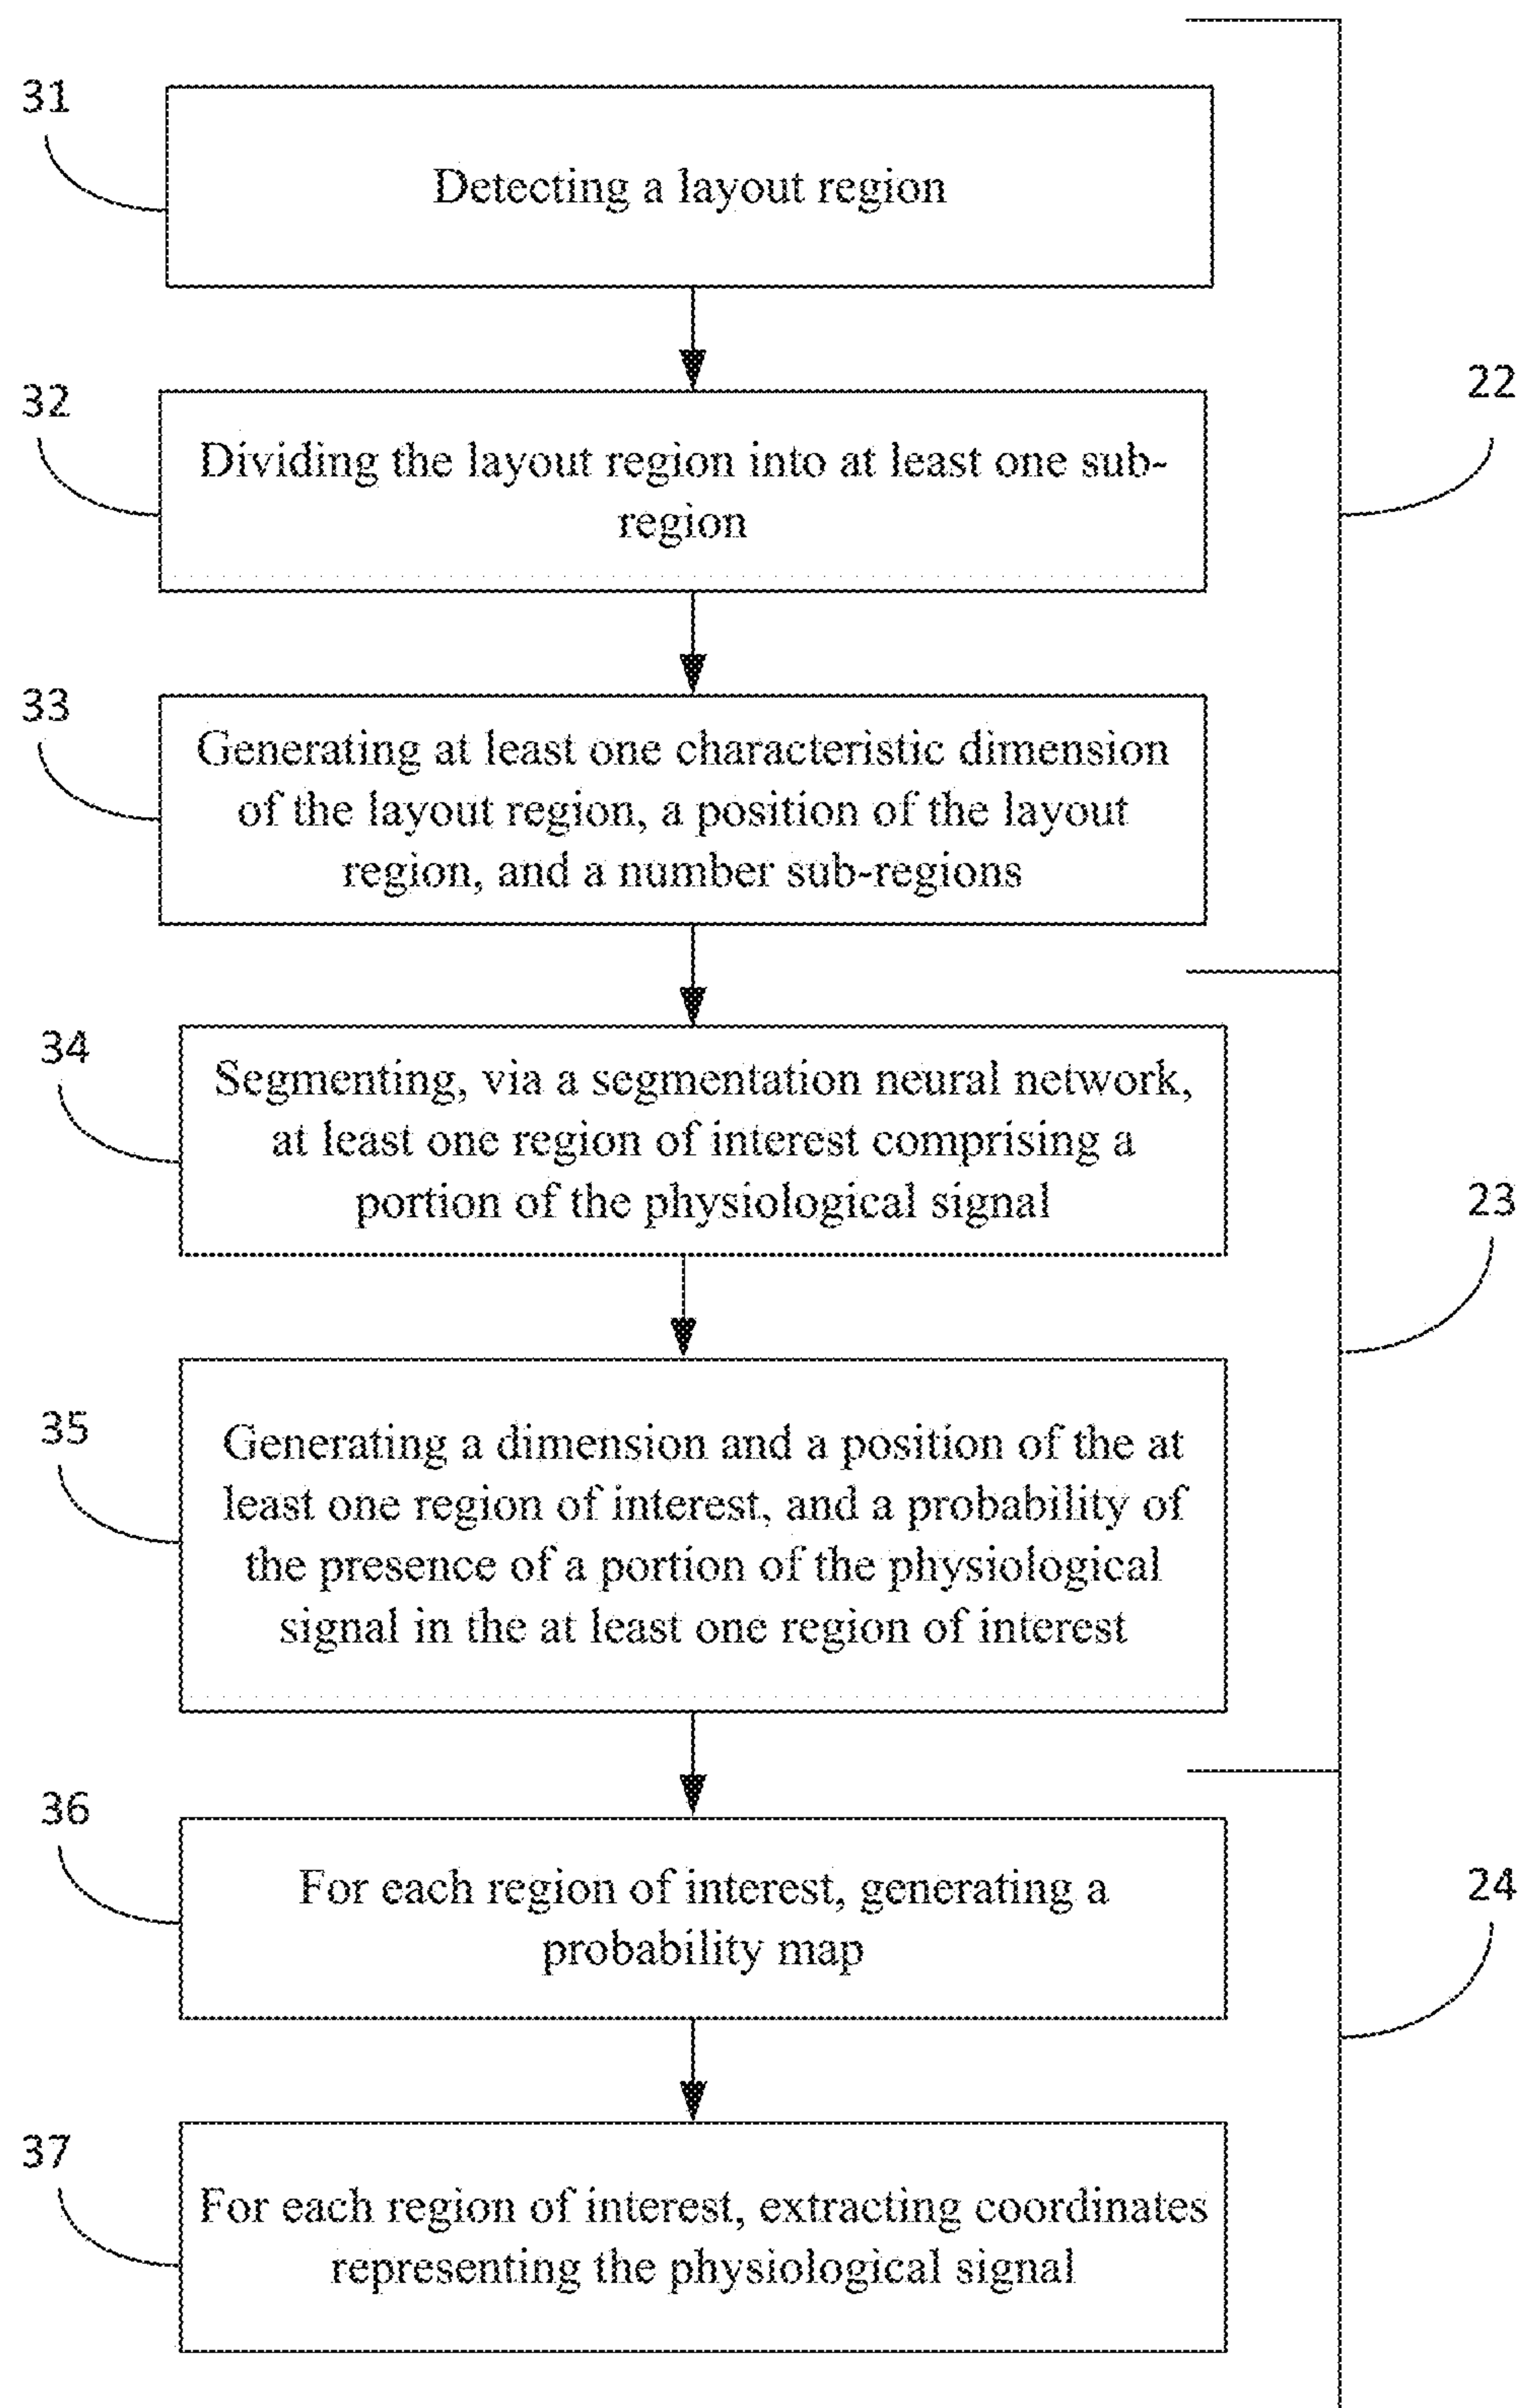 31
Detecting a layout region
32
Dividing the layout region into at least one sub-
region
22
33
Generating at least one characteristic dimension
of the layout region, a position of the layout
region, and a number sub-regions
34
Segmenting, via a segmentation neural network,
at least one region of interest comprising a
portion of the physiological signal
23
35
Generating a dimension and a position of the at
least one region of interest, and a probability of
the presence of a portion of the physiological
signal in the at least one region of interest
36
For each region of interest, generating a
probability map
24
37
For each region of interest, extracting coordinates
representing the physiological signal